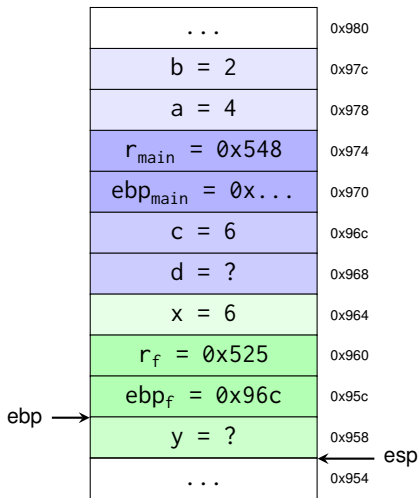 ... 0x980
b = 2 0x97c
a = 4 0x978
r_main = 0x548 0x974
ebp_main = 0x... 0x970
c = 6 0x96c
d = ? 0x968
x = 6 0x964
r_f = 0x525 0x960
ebp_f = 0x96c 0x95c
ebp
y = ? 0x958
esp
... 0x954